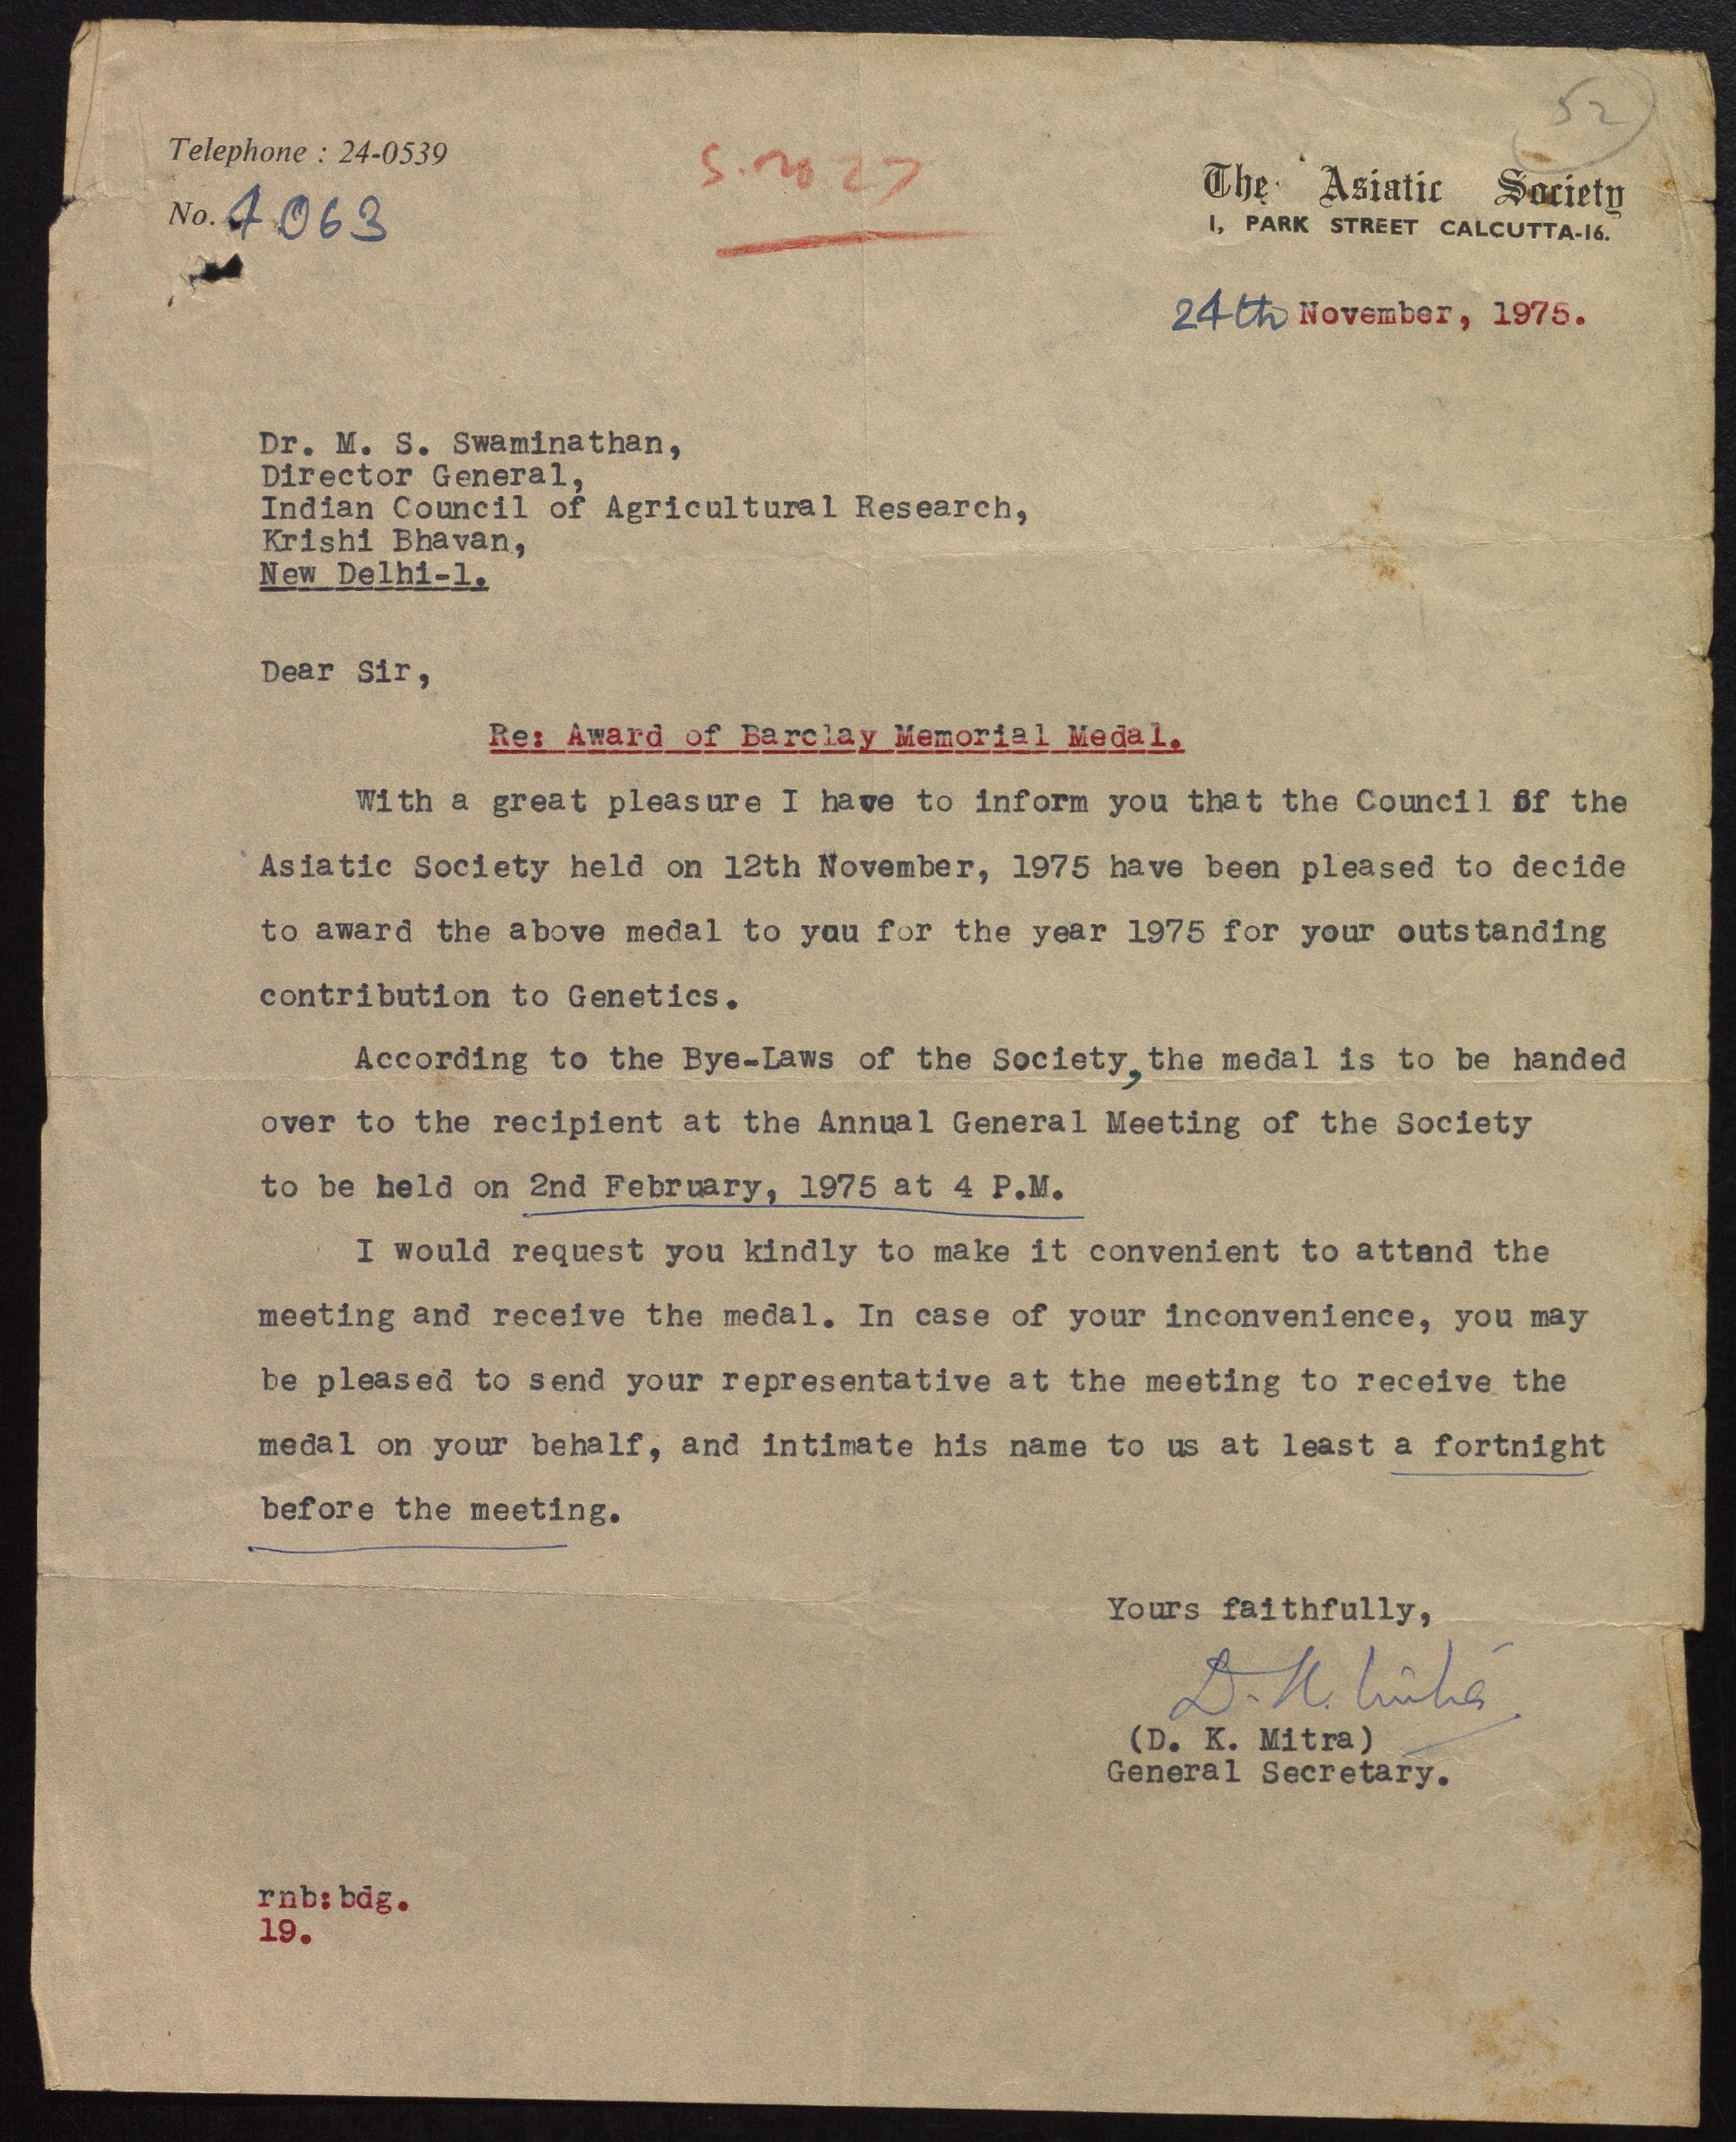 52
Telephone : 24-0539
S. No 27
The Asiatic Society
No. 4063
1, PARK STREET CALCUTTA-16.
24th November, 1975.
Dr. M. S. Swaminathan,
Director General,
Indian Council of Agricultural Research,
Krishi Bhavan,
New Delhi-1.
Dear Sir,
Re: Award of Barclay Memorial Medal.
With a great pleasure I have to inform you that the Council of the
Asiatic Society held on 12th November, 1975 have been pleased to decide
to award the above medal to you for the year 1975 for your outstanding
contribution to Genetics.
According to the Bye-Laws of the Society, the medal is to be handed
over to the recipient at the Annual General Meeting of the Society
to be held on 2nd February, 1975 at 4 P.M.
I would request you kindly to make it convenient to attend the
meeting and receive the medal. In case of your inconvenience, you may
be pleased to send your representative at the meeting to receive the
medal on your behalf, and intimate his name to us at least a fortnight
before the meeting.
Yours faithfully,
D. K. Mitra
(D. K. Mitra)
General Secretary.
rnb:bdg.
19.